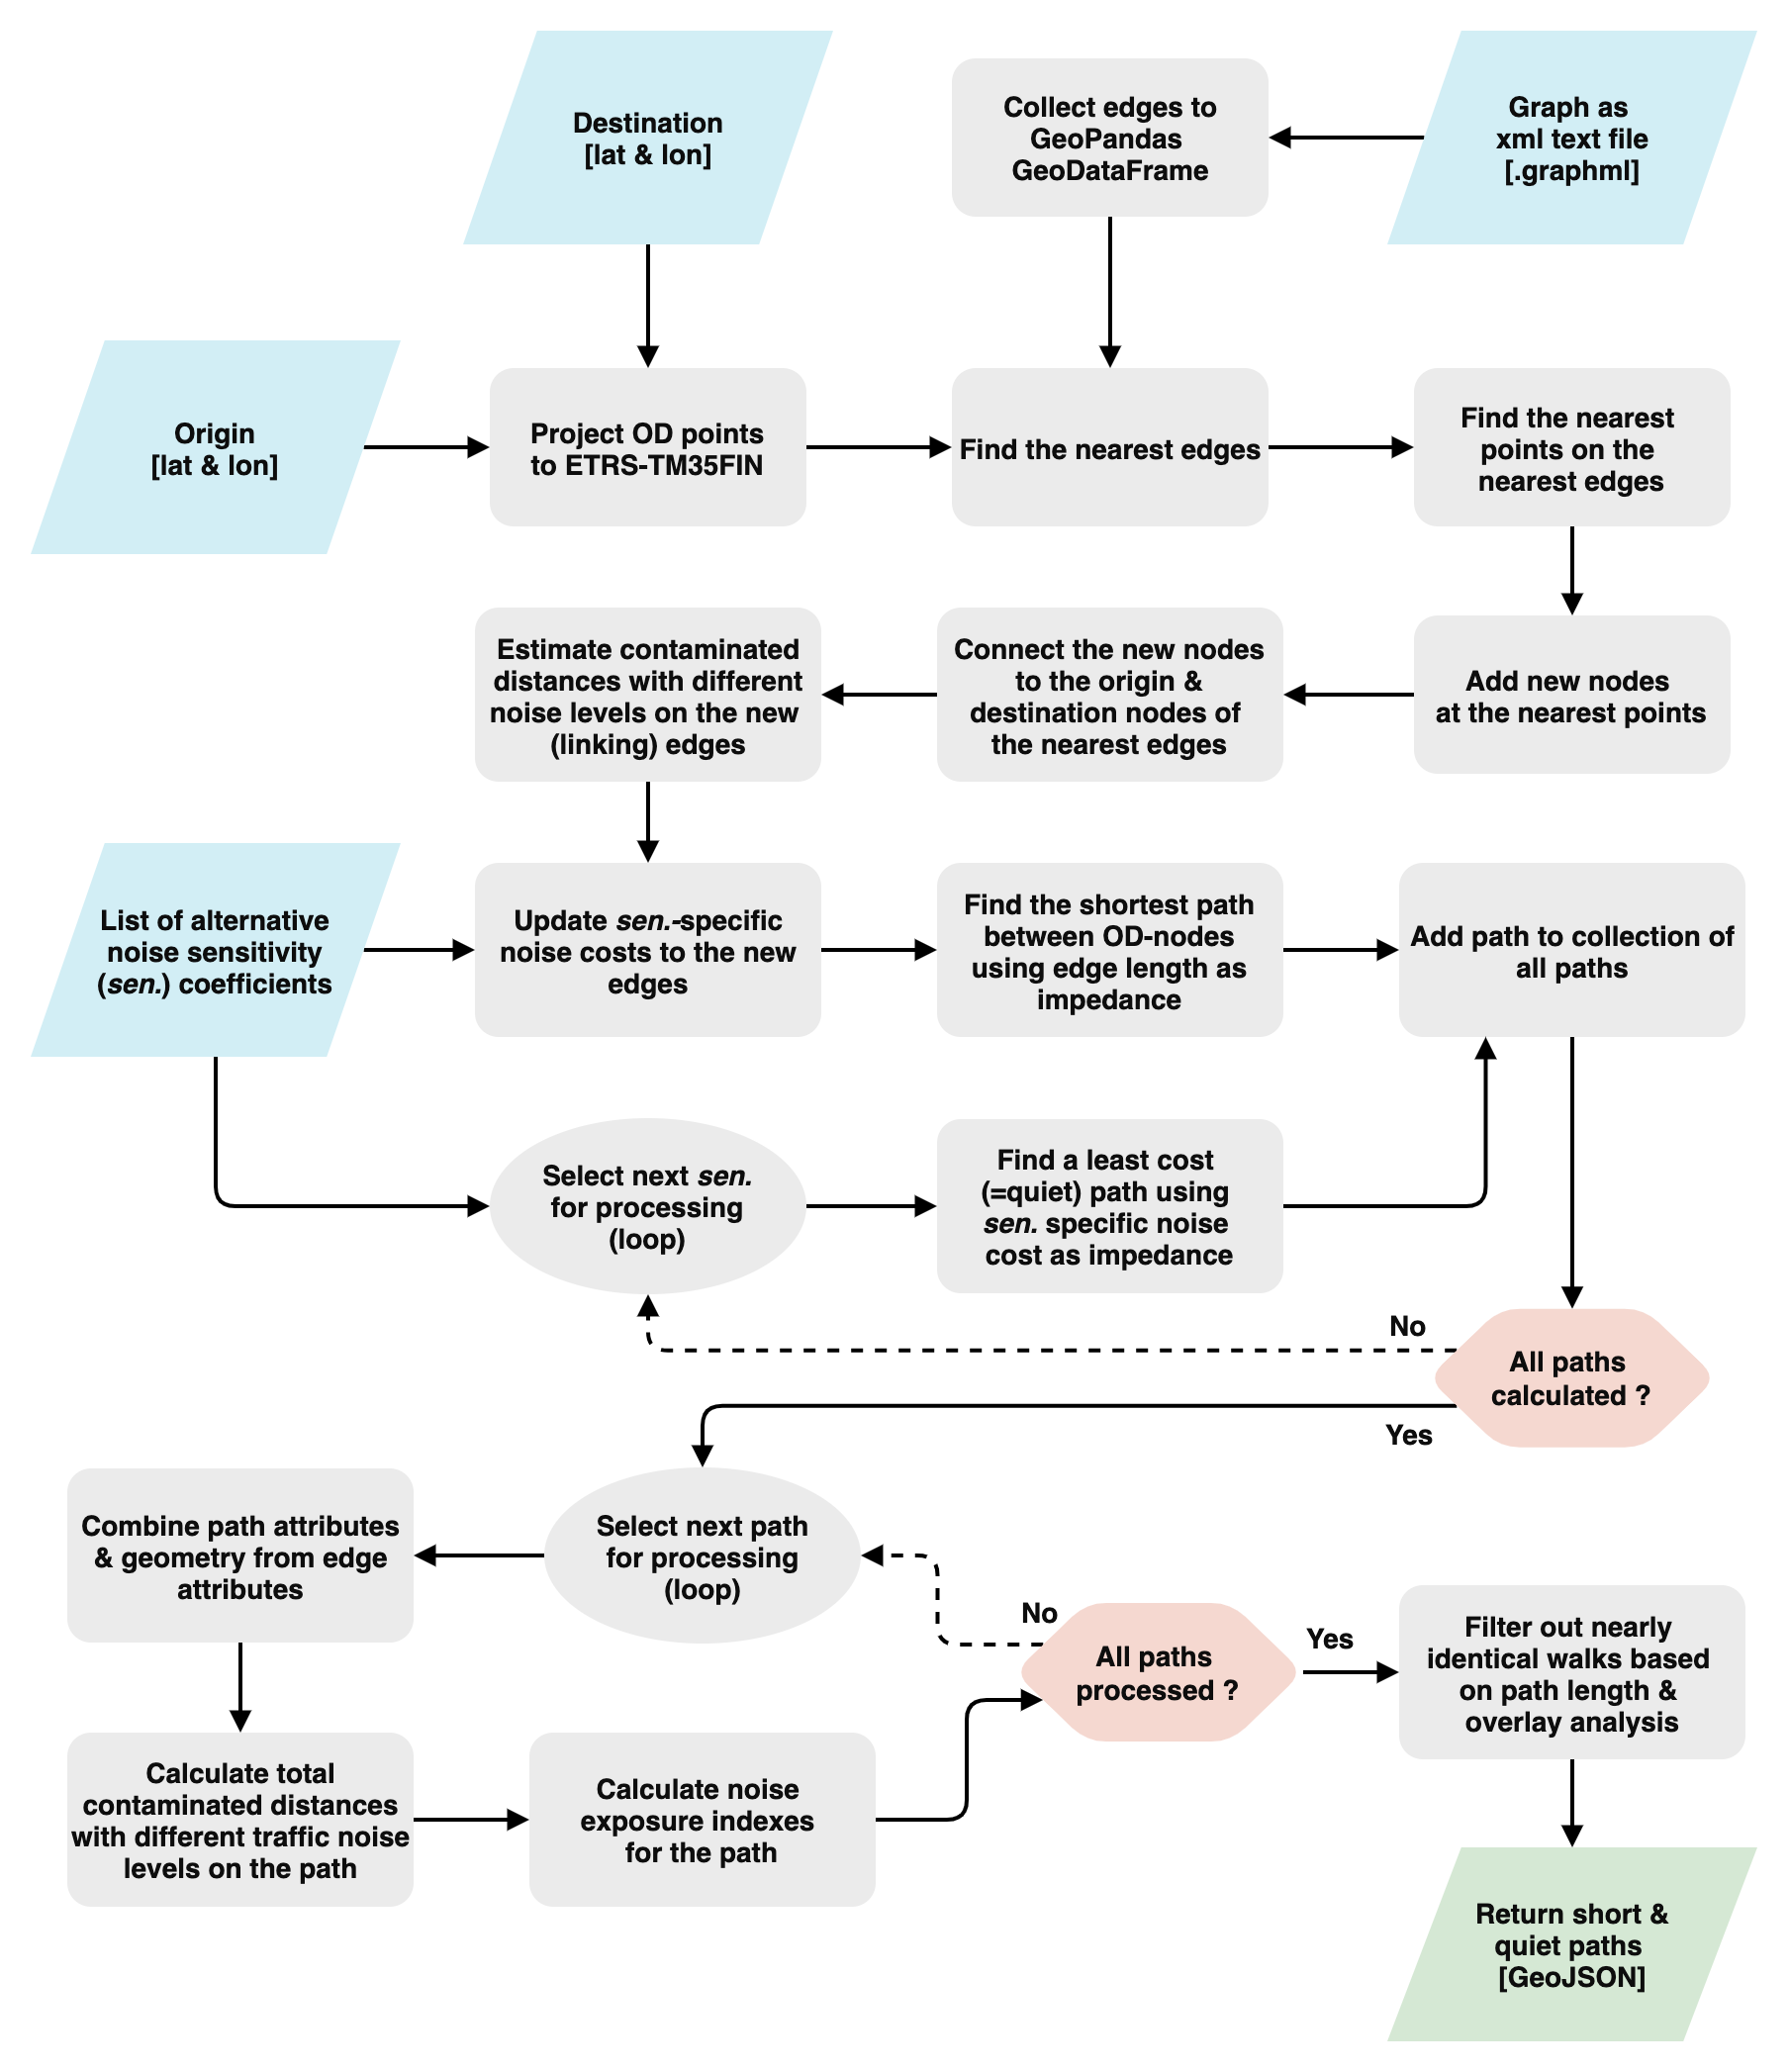 Destination
[lat & lon]
Collect edges to
GeoPandas
GeoDataFrame
Graph as
xml text file
[.graphml]
Origin
[lat & lon]
Project OD points
to ETRS-TM35FIN
Find the nearest edges
Find the nearest
points on the
nearest edges
Estimate contaminated
distances with different
noise levels on the new
(linking) edges
Connect the new nodes
to the origin &
destination nodes of
the nearest edges
Add new nodes
at the nearest points
List of alternative
noise sensitivity
(sen.) coefficients
Update sen.-specific
noise costs to the new
edges
Find the shortest path
between OD-nodes
using edge length as
impedance
Add path to collection of
all paths
Select next sen.
for processing
(loop)
Find a least cost
(=quiet) path using
sen. specific noise
cost as impedance
No
All paths
calculated ?
Yes
Combine path attributes
& geometry from edge
attributes
Select next path
for processing
(loop)
No
All paths
processed ?
Yes
Filter out nearly
identical walks based
on path length &
overlay analysis
Calculate total
contaminated distances
with different traffic noise
levels on the path
Calculate noise
exposure indexes
for the path
Return short &
quiet paths
[GeoJSON]